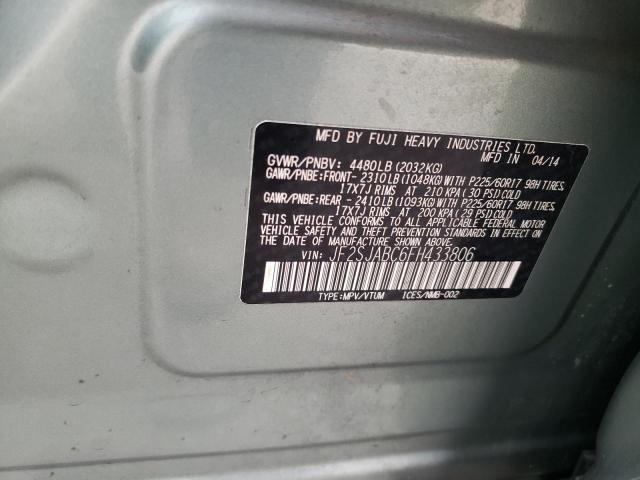 MFD BY FUJI HEAVY INDUSTRIES LTD.
MFD IN 04/14
GVWR/PNBV: 4480LB(2032KG)
GAWR/PNBE:FRONT- 2310LB(1048KG)WITH P225/60R17 98H TIRES.
17X7J RIMS AT 210 KPA(30 PSI)COLD
GAWR/PNBE:REAR - 2410LB(1093KG)WITH P225/60R17 98H TIRES.
17X7J RIMS AT 200 KPA(29 PSI)COLD
THIS VEHICLE CONFORMS TO ALL APPLICABLE FEDERAL MOTOR
VEHICLE SAFETY, BUMPER, AND THEFT PREVENTION STANDARDS
IN EFFECT ON THE DATE OF MANUFACTURE SHOWN ABOVE.
VIN: JF2SJABC6FH433806
TYPE:MPV/VTUM ICES/NMB-002